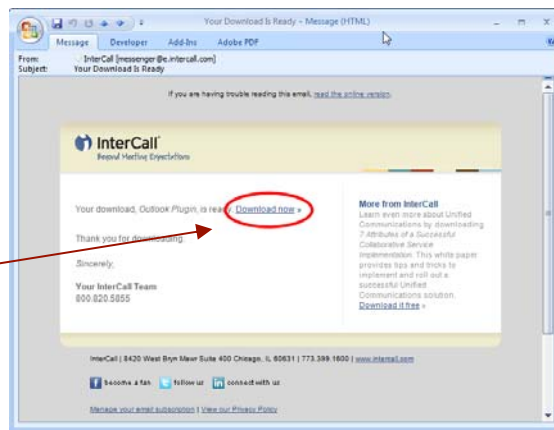 Your Download Is Ready - Message (HTML)
Message Developer Add-Ins Adobe PDF
From: InterCall [messenger@e.intercall.com]
Subject: Your Download Is Ready
If you are having trouble reading this email, read the online version.
InterCall
Beyond Meeting Expectations
Your download, Outlook Plugin, is ready. Download now »
Thank you for downloading.
Sincerely,
Your InterCall Team
800.820.5855
More from InterCall
Learn even more about Unified
Communications by downloading
7 Attributes of a Successful
Collaborative Service
Implementation. This white paper
provides tips and tricks to
implement and roll out a
successful Unified
Communications solution.
Download it free »
InterCall | 8420 West Bryn Mawr Suite 400 Chicago, IL 60631 | 773.399.1600 | www.intercall.com
become a fan follow us connect with us
Manage your email subscription | View our Privacy Policy